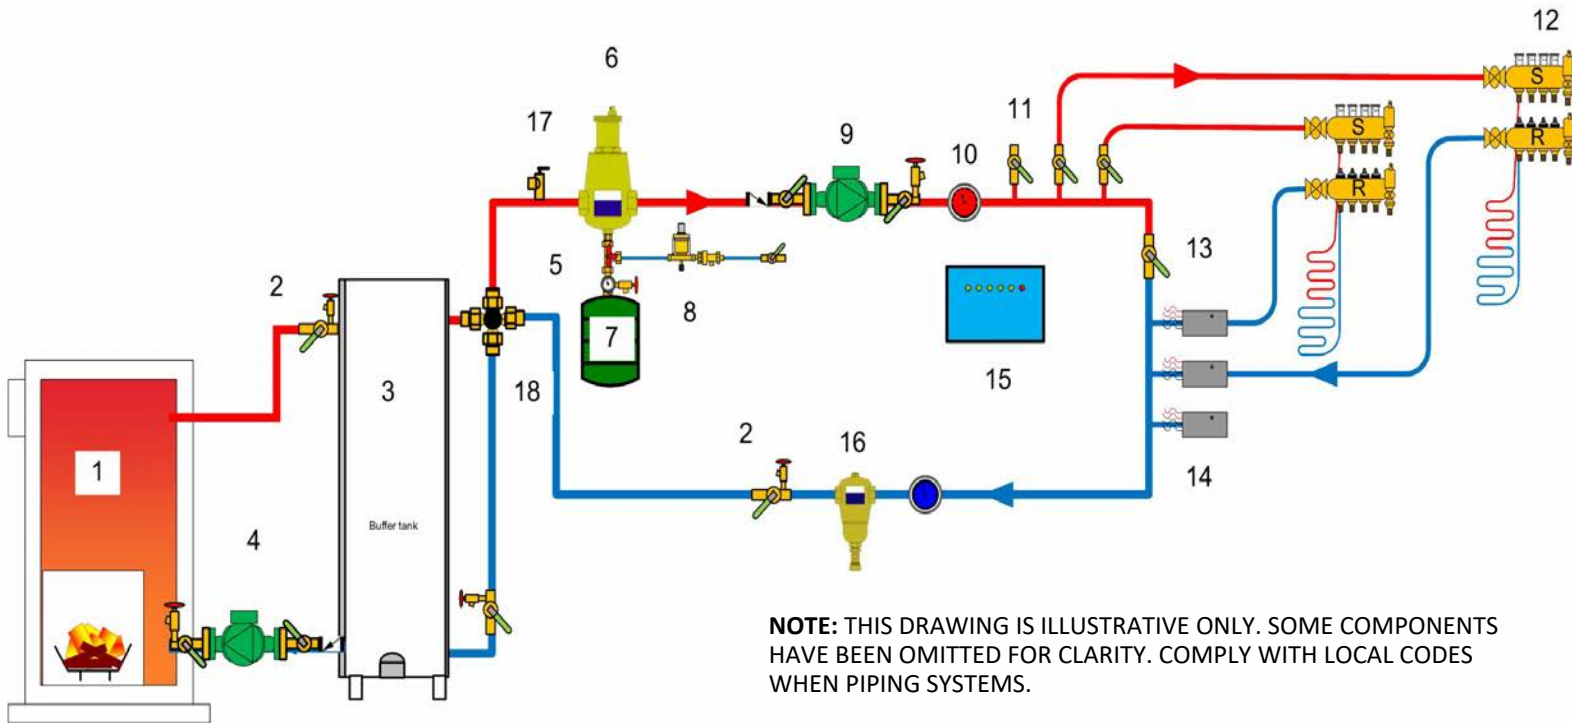 12
6
S
17
11
9
10
S
R
R
13
5
2
8
7
15
3
18
2
16
14
1
Buffer tank
4
NOTE: THIS DRAWING IS ILLUSTRATIVE ONLY. SOME COMPONENTS
HAVE BEEN OMITTED FOR CLARITY. COMPLY WITH LOCAL CODES
WHEN PIPING SYSTEMS.